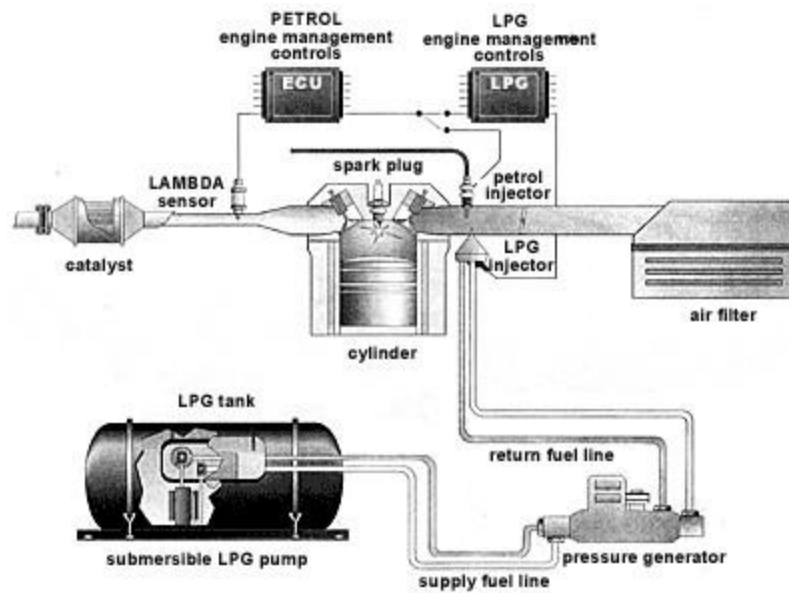 PETROL
engine management
controls
LPG
engine management
controls
ECU
LPG
spark plug
petrol
injector
LAMBDA
sensor
catalyst
LPG
injector
air filter
cylinder
LPG tank
return fuel line
submersible LPG pump
supply fuel line
pressure generator